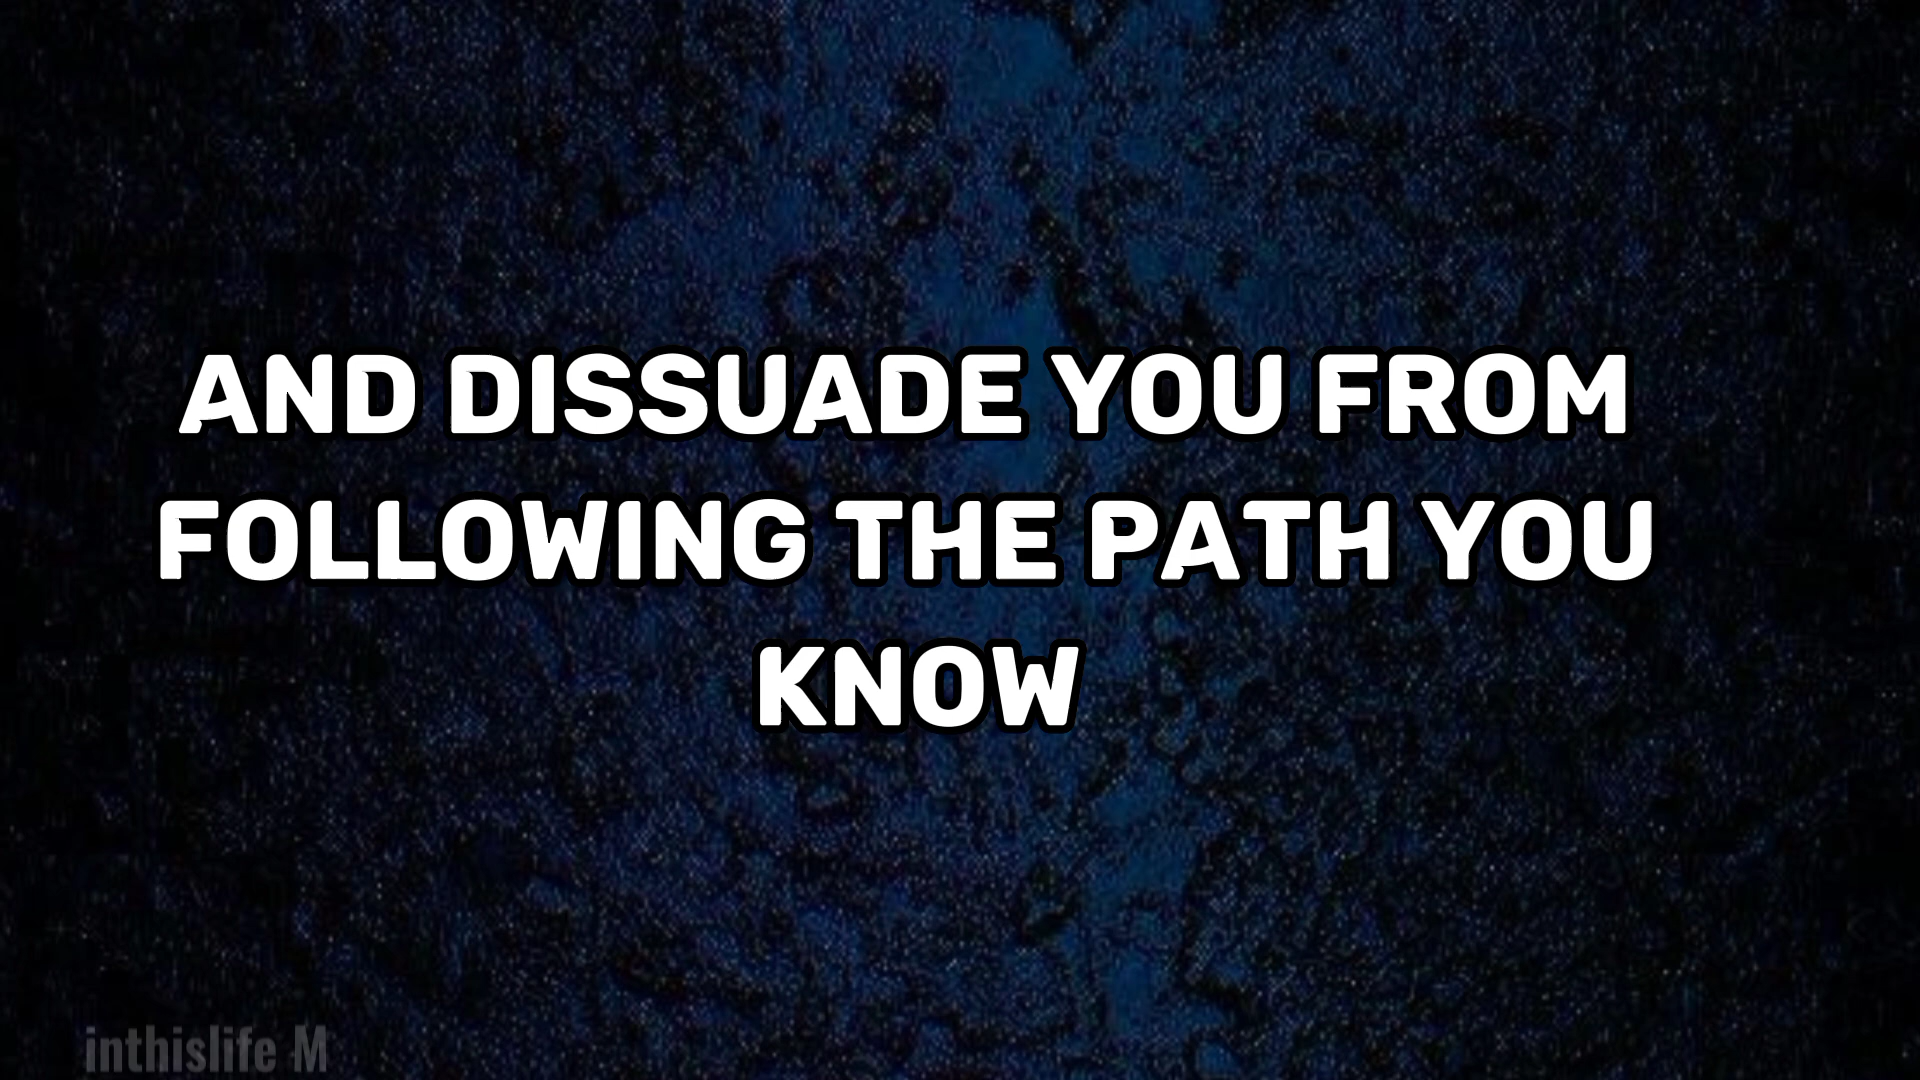 AND DISSUADE YOU FROM
FOLLOWING THE PATH YOU
KNOW
inthislife M